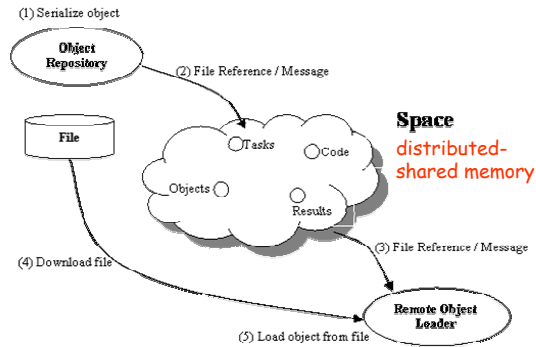 (1) Serialize object
Object
Repository
(2) File Reference / Message
File
Space
distributed-
shared memory
Tasks
Code
Objects
Results
(3) File Reference / Message
(4) Download file
Remote Object
Loader
(5) Load object from file